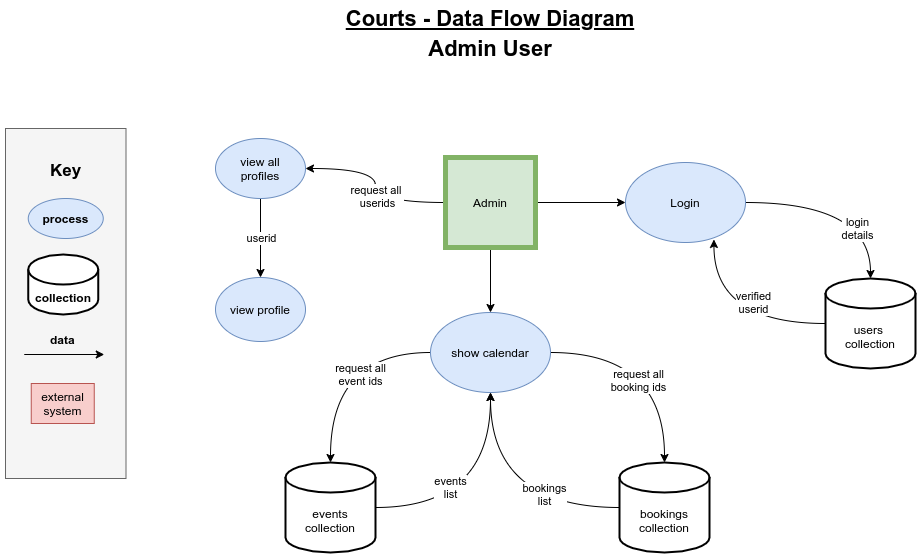 Courts - Data Flow Diagram
Admin User
Key
process
collection
data
external
system
view all
profiles
request all
userids
Admin
Login
login
details
userid
verified
userid
users
collection
view profile
show calendar
request all
event ids
request all
booking ids
events
list
bookings
list
events
collection
bookings
collection